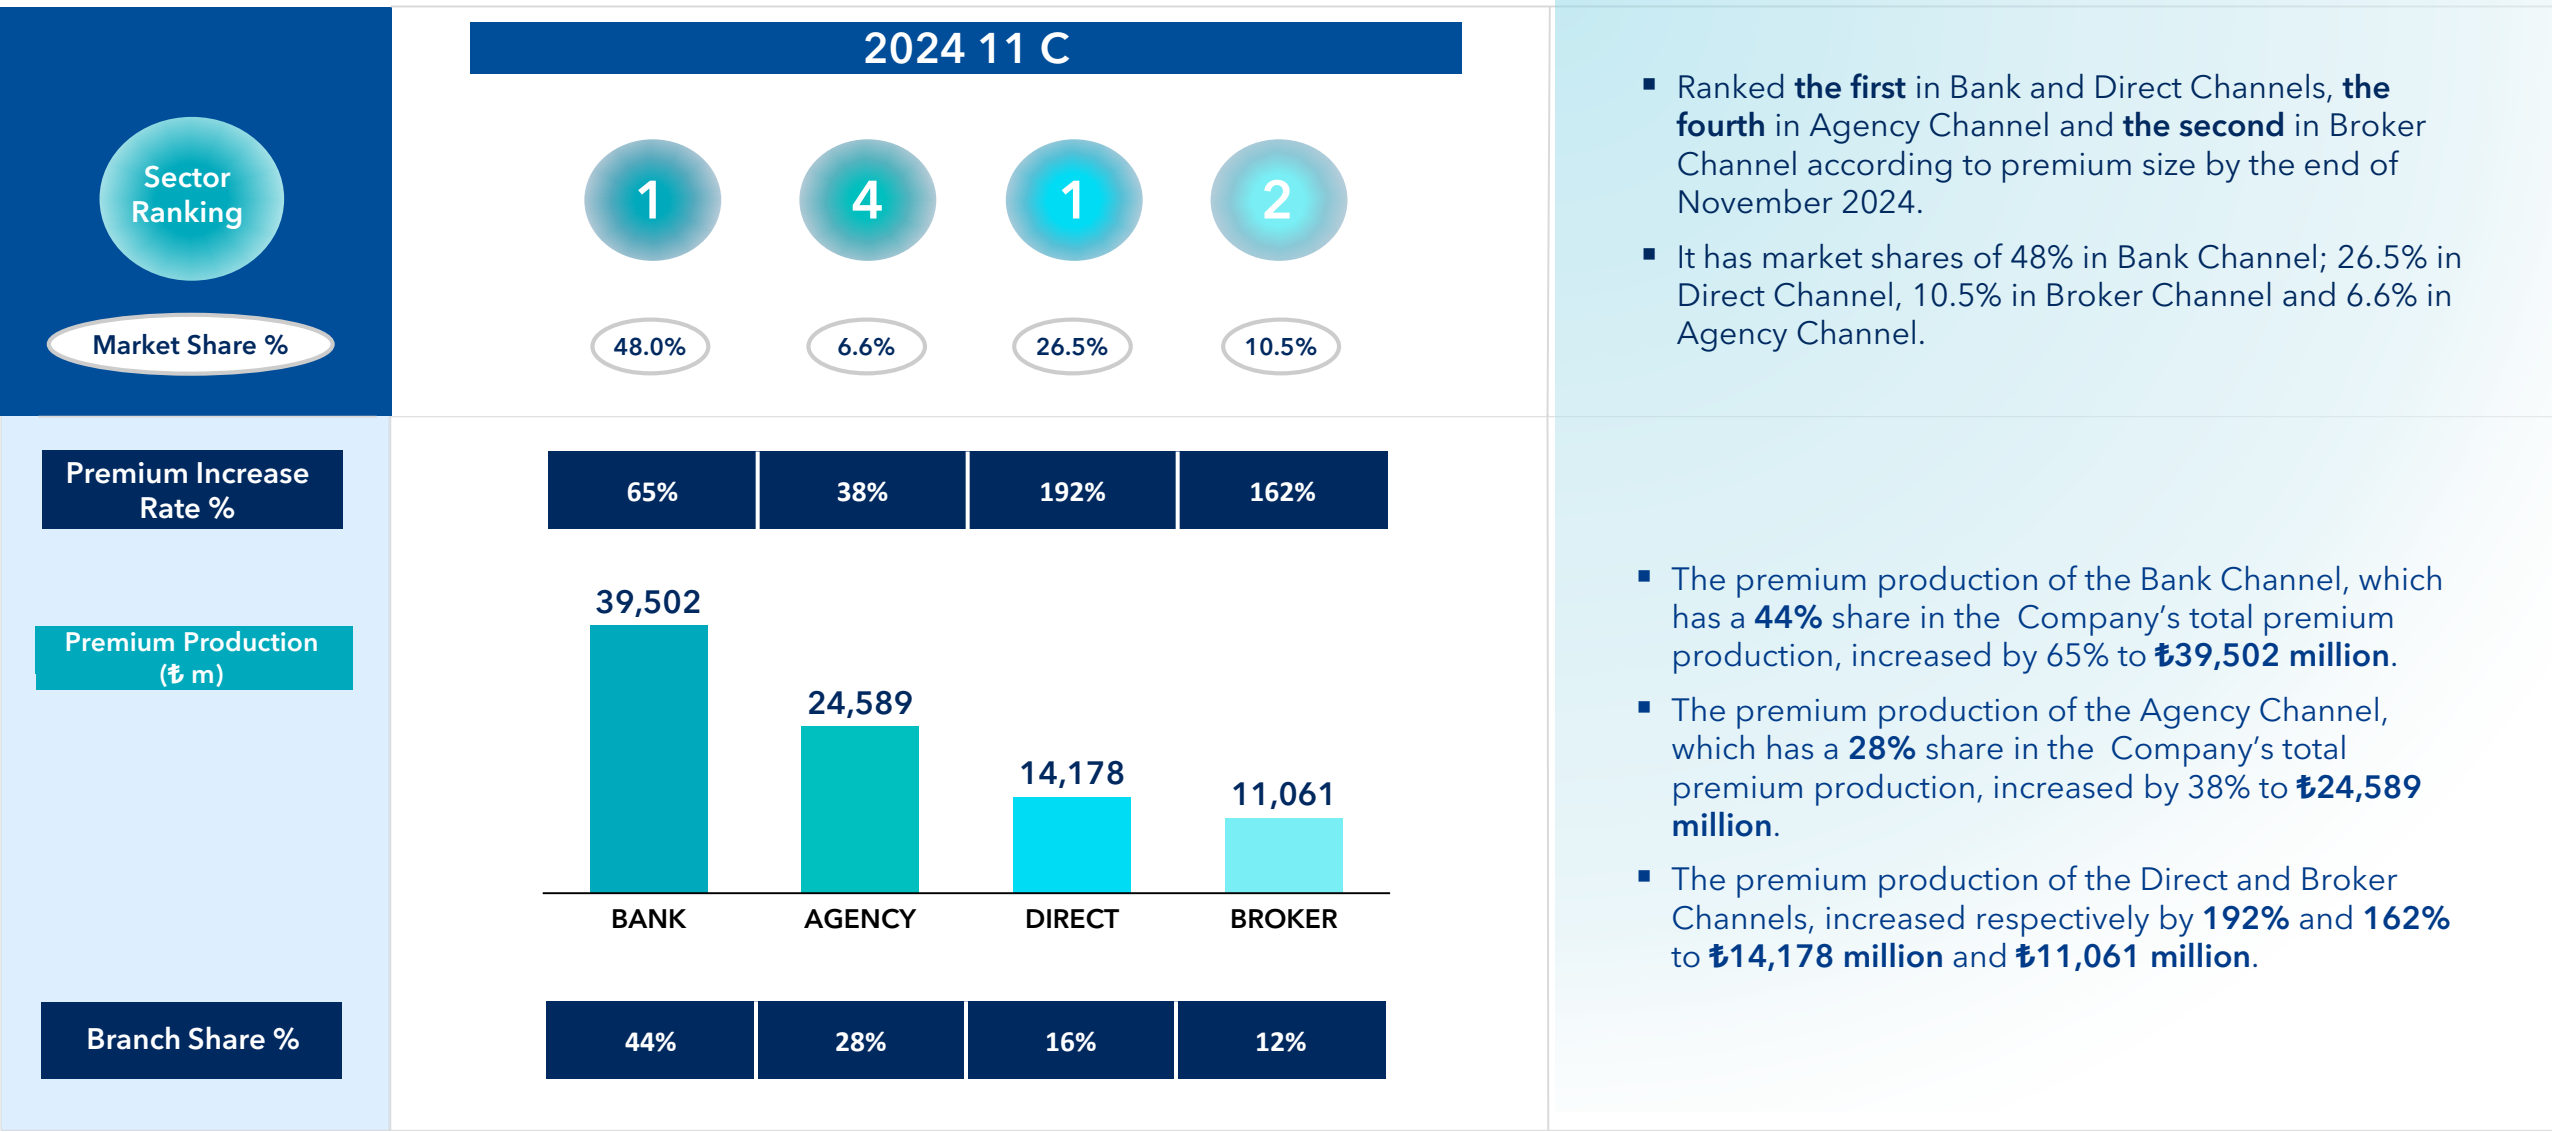 2024 11 C
Sector
Ranking
1
4
1
2
Market Share %
48.0%
6.6%
26.5%
10.5%
▪ Ranked the first in Bank and Direct Channels, the
fourth in Agency Channel and the second in Broker
Channel according to premium size by the end of
November 2024.
▪ It has market shares of 48% in Bank Channel; 26.5% in
Direct Channel, 10.5% in Broker Channel and 6.6% in
Agency Channel.
Premium Increase
Rate %
65%
38%
192%
162%
Premium Production
(₺ m)
39,502
24,589
14,178
11,061
BANK
AGENCY
DIRECT
BROKER
Branch Share %
44%
28%
16%
12%
▪ The premium production of the Bank Channel, which
has a 44% share in the Company’s total premium
production, increased by 65% to ₺39,502 million.
▪ The premium production of the Agency Channel,
which has a 28% share in the Company’s total
premium production, increased by 38% to ₺24,589
million.
▪ The premium production of the Direct and Broker
Channels, increased respectively by 192% and 162%
to ₺14,178 million and ₺11,061 million.